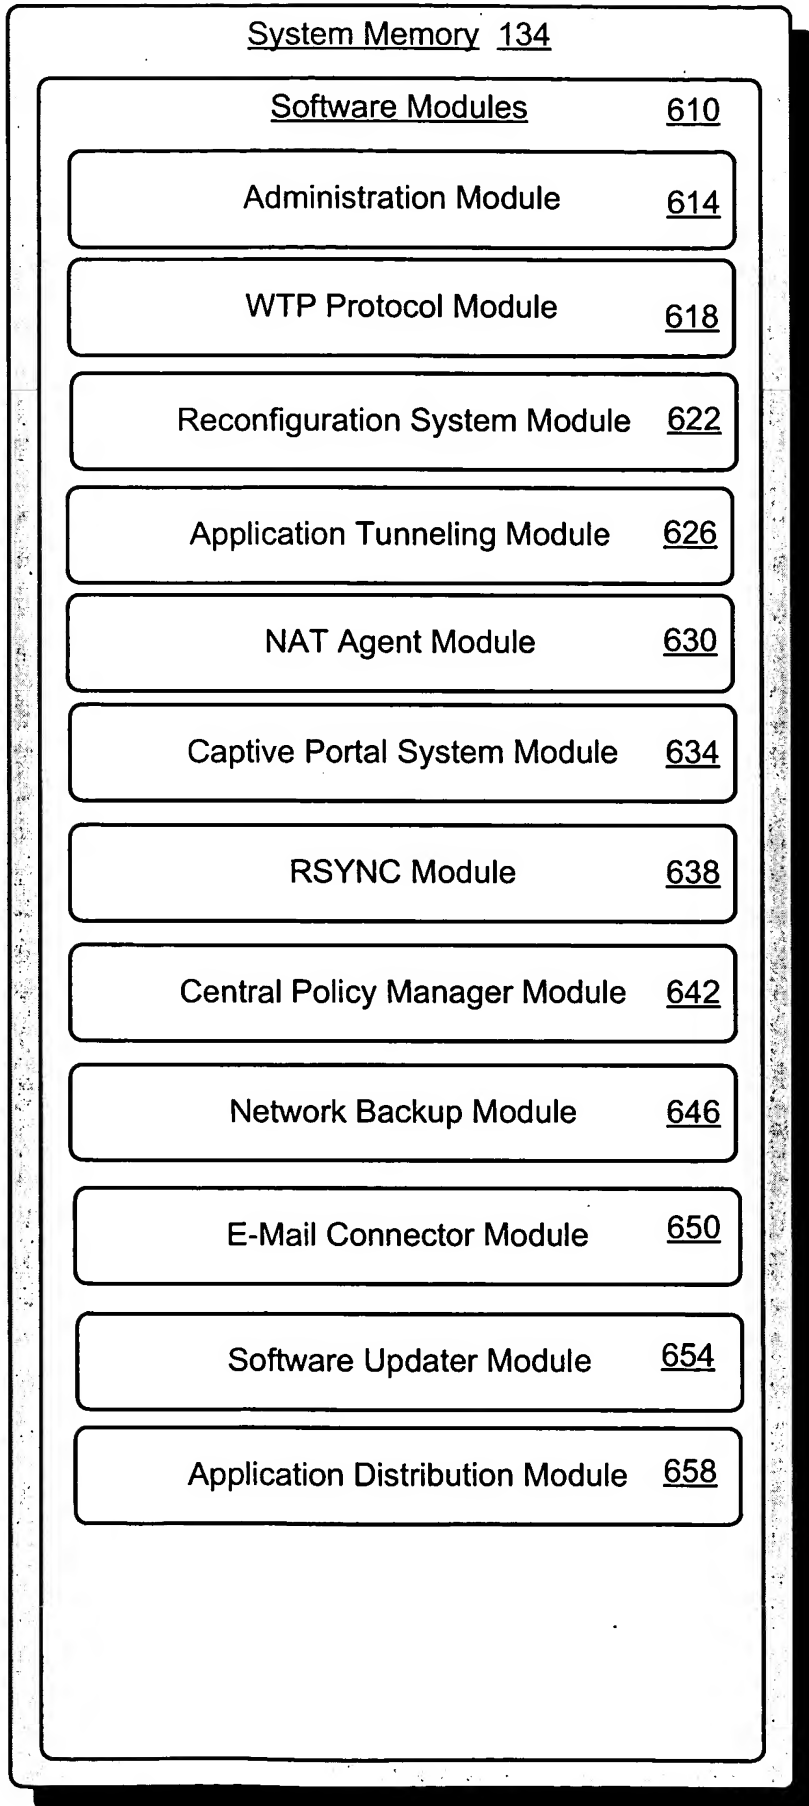 System Memory 134
Software Modules 610
Administration Module 614
WTP Protocol Module 618
Reconfiguration System Module 622
Application Tunneling Module 626
NAT Agent Module 630
Captive Portal System Module 634
RSYNC Module 638
Central Policy Manager Module 642
Network Backup Module 646
E-Mail Connector Module 650
Software Updater Module 654
Application Distribution Module 658